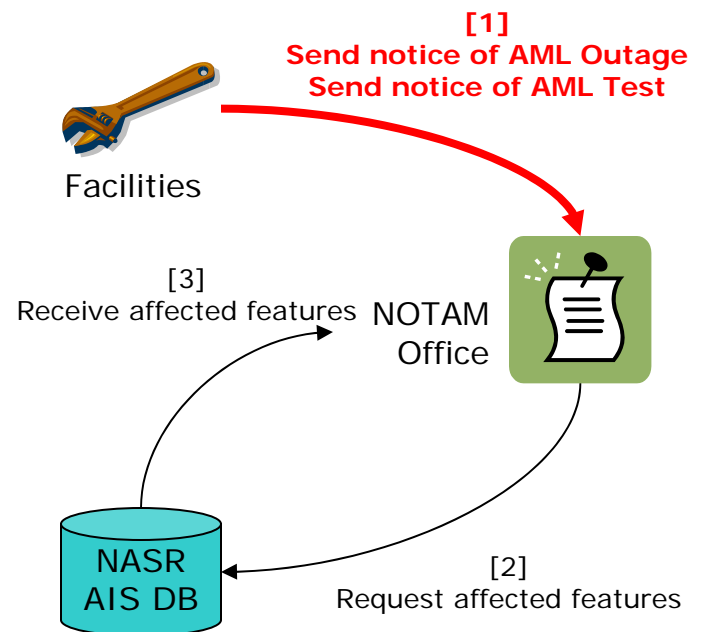 [1]
Send notice of AML Outage
Send notice of AML Test
Facilities
[3]
Receive affected features
NOTAM
Office
NASR
AIS DB
[2]
Request affected features